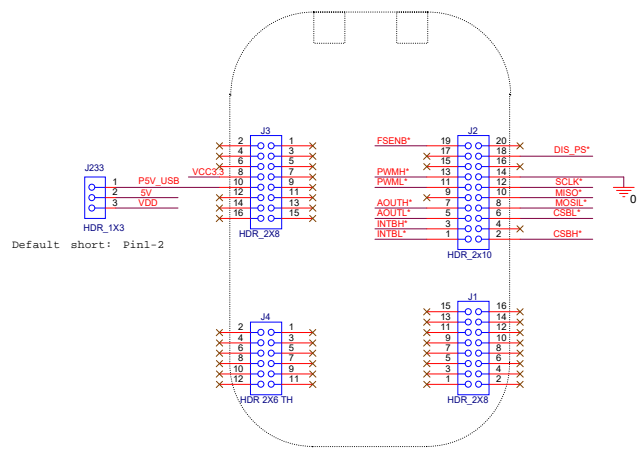 J3
J2
2 1
4 3
6 5
VCC3.3 8 7
P5V_USB 10 9
12 11
14 13
16 15
HDR_2X8
J233
1
2 5V
3 VDD
HDR_1X3
Default short: Pin1-2
FSENB* 19 20
17 18 DIS_PS*
15 16
PWMH* 13 14
0
PWML* 11 12 SCLK*
9 10 MISO*
AOUTH* 7 8 MOSIL*
AOUTL* 5 6 CSBL*
INTBH* 3 4
INTBL* 1 2 CSBH*
HDR_2x10
J4
2 1
4 3
6 5
8 7
10 9
12 11
HDR 2X6 TH
J1
15 16
13 14
11 12
9 10
7 8
5 6
3 4
1 2
HDR_2X8